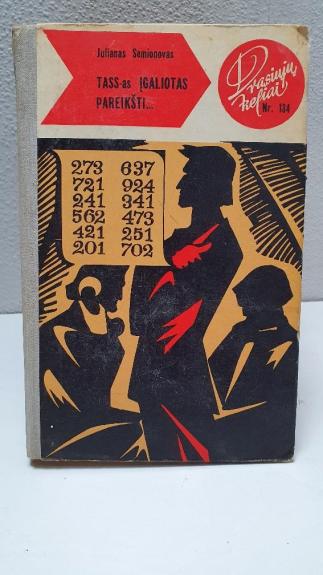 Julianas Semionovas
TASS-as ĮGALIOTAS
PAREIKŠTI...
Drąsiųjų
keliai
Nr. 134
273 637
721 924
241 341
562 473
421 251
201 702